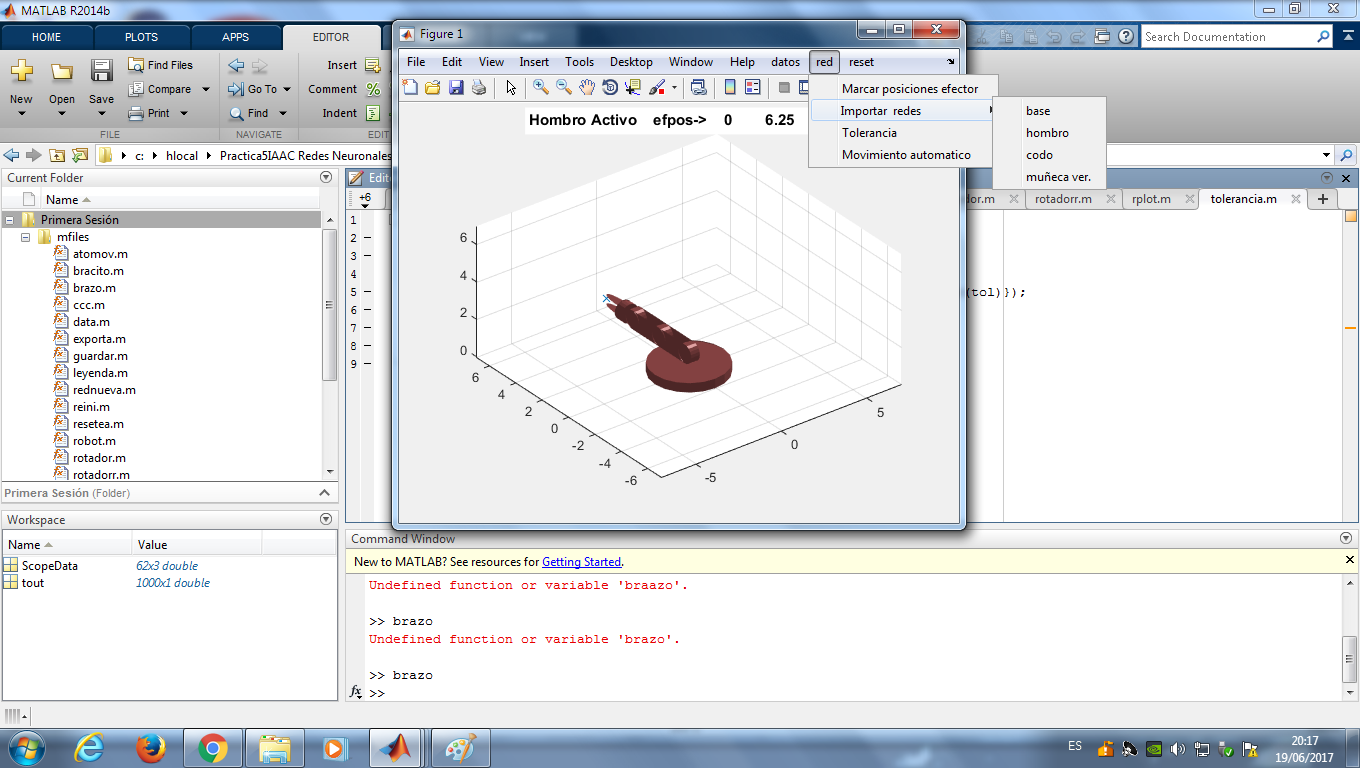 MATLAB R2014b
HOME PLOTS APPS EDITOR
Search Documentation
New Open Save
Find Files
Compare
Print
Insert
Comment
Indent
Go To
Find
FILE NAVIGATE EDIT
c: hlocal Practica5IAAC Redes Neuronales
Current Folder
Name
Primera Sesión
mfiles
atomov.m
bracito.m
brazo.m
ccc.m
data.m
exporta.m
guardar.m
leyenda.m
rednueva.m
reini.m
resetea.m
robot.m
rotador.m
rotadorr.m
Primera Sesión (Folder)
Workspace
Name Value
ScopeData 62x3 double
tout 1000x1 double
+6
1
2
3
4
5
6
7
8
9
rotadorr.m rplot.m tolerancia.m
(tol)});
Figure 1
File Edit View Insert Tools Desktop Window Help datos red reset
Marcar posiciones efector
Importar redes
Tolerancia
Movimiento automatico
base
hombro
codo
muñeca ver.
Hombro Activo efpos-> 0 6.25
6
4
2
0
6
4
2
0
-2
-4
-6
-5
0
5
Command Window
New to MATLAB? See resources for Getting Started.
Undefined function or variable 'braazo'.
>> brazo
Undefined function or variable 'brazo'.
>> brazo
fx >>
ES
20:17
19/06/2017